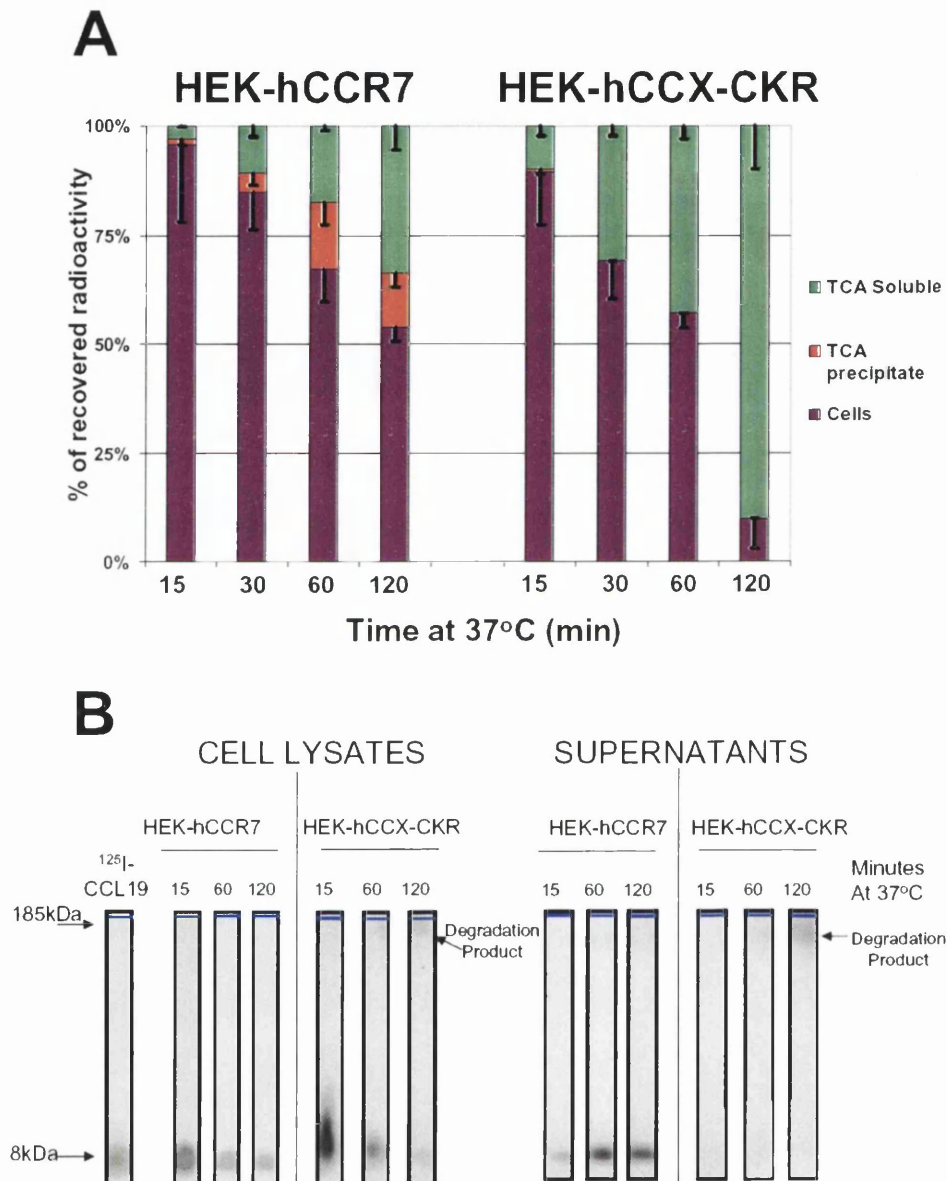 A
HEK-hCCR7 HEK-hCCX-CKR
% of recovered radioactivity
100%
75%
50%
25%
0%
15 30 60 120 15 30 60 120
Time at 37°C (min)
TCA Soluble
TCA
precipitate
Cells
B
CELL LYSATES SUPERNATANTS
HEK-hCCR7 HEK-hCCX-CKR HEK-hCCR7 HEK-hCCX-CKR
125I-
CCL19 15 60 120 15 60 120 15 60 120 15 60 120
Minutes
At 37°C
185kDa
Degradation
Product
Degradation
Product
8kDa